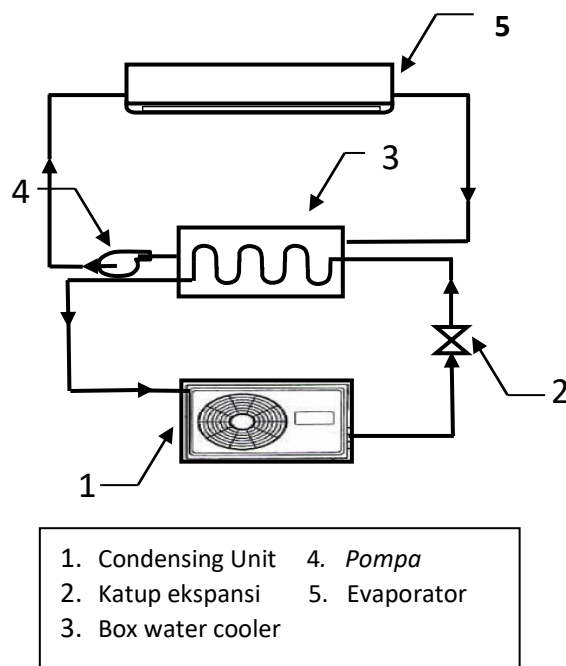 5
3
4
2
1
1. Condensing Unit 4. Pompa
2. Katup ekspansi 5. Evaporator
3. Box water cooler